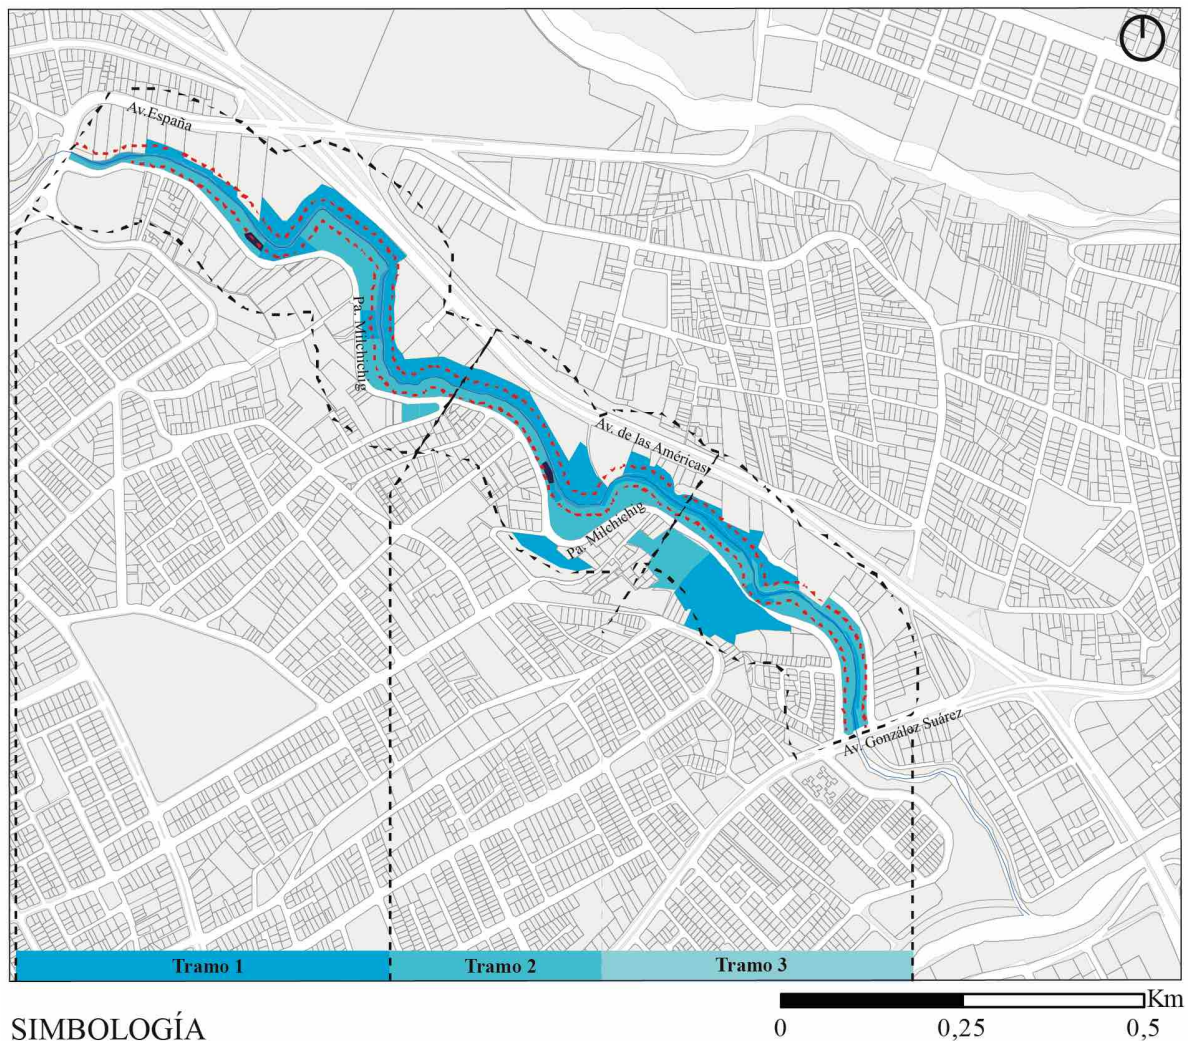 Av.España
Pa. Milchichig
Av. de las Américas
Pa. Milchichig
Av. González Suárez
Tramo 1
Tramo 2
Tramo 3
Km
0
0,25
0,5
SIMBOLOGÍA